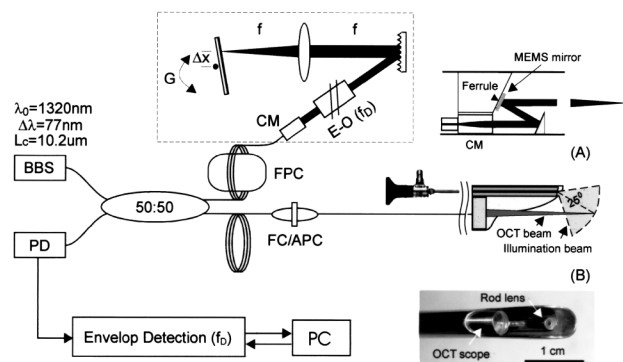 f
f
Δx
G
MEMS mirror
Ferrule
λ₀=1320nm
Δλ=77nm
Lc=10.2um
CM
E-O (fD)
CM
(A)
BBS
FPC
50:50
26⁰
FC/APC
OCT beam
Illumination beam
PD
(B)
Rod lens
Envelop Detection (fD)
PC
OCT scope
1 cm